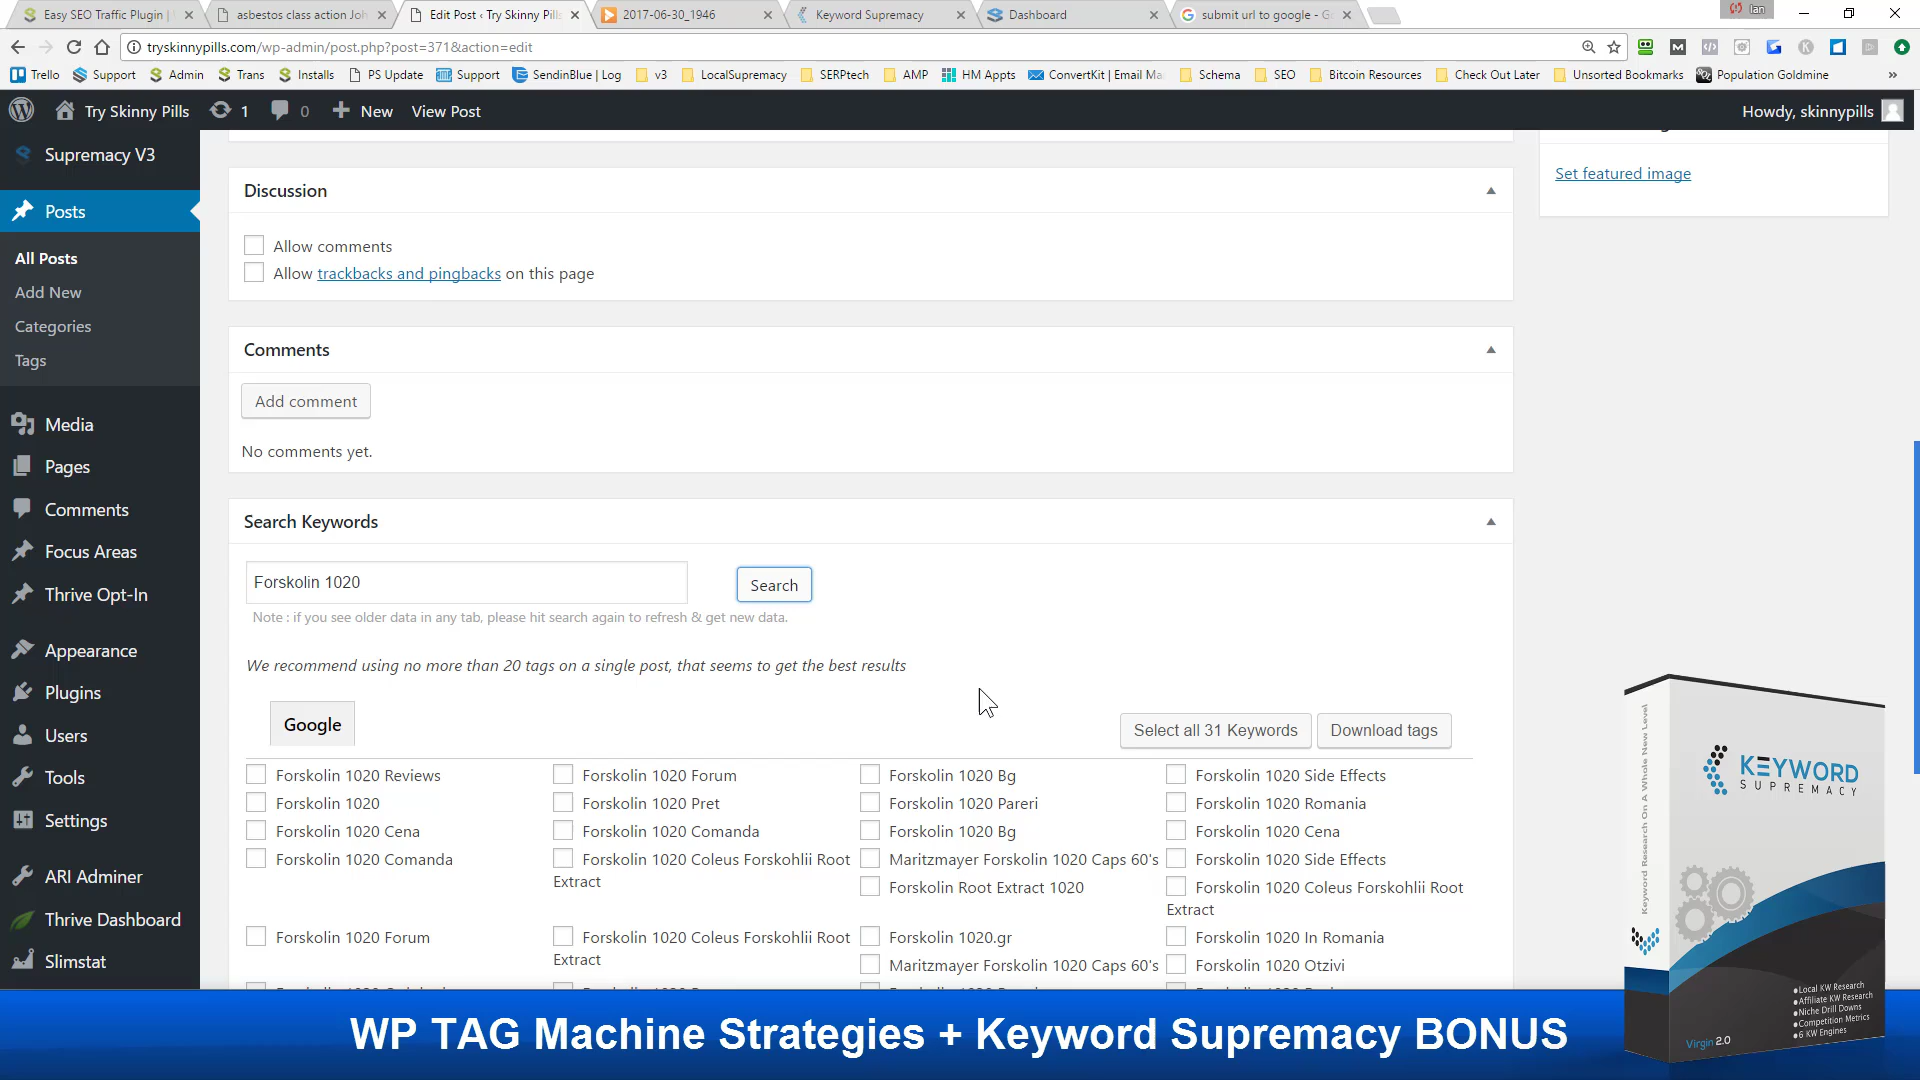 Easy SEO Traffic Plugin |
asbestos class action Joh
Edit Post ‹ Try Skinny Pills
2017-06-30_1946
Keyword Supremacy
Dashboard
submit url to google - Go
Ian
tryskinnypills.com/wp-admin/post.php?post=371&action=edit
Trello
Support
Admin
Trans
Installs
PS Update
Support
SendinBlue | Log
v3
LocalSupremacy
SERPtech
AMP
HM Appts
ConvertKit | Email Ma
Schema
SEO
Bitcoin Resources
Check Out Later
Unsorted Bookmarks
Population Goldmine
»
Try Skinny Pills
1
0
New
View Post
Howdy, skinnypills
Supremacy V3
Posts
All Posts
Add New
Categories
Tags
Media
Pages
Comments
Focus Areas
Thrive Opt-In
Appearance
Plugins
Users
Tools
Settings
ARI Adminer
Thrive Dashboard
Slimstat
Set featured image
Discussion
Allow comments
Allow trackbacks and pingbacks on this page
Comments
Add comment
No comments yet.
Search Keywords
Forskolin 1020
Search
Note : if you see older data in any tab, please hit search again to refresh & get new data.
We recommend using no more than 20 tags on a single post, that seems to get the best results
Google
Select all 31 Keywords
Download tags
Forskolin 1020 Reviews
Forskolin 1020 Forum
Forskolin 1020 Bg
Forskolin 1020 Side Effects
Forskolin 1020
Forskolin 1020 Pret
Forskolin 1020 Pareri
Forskolin 1020 Romania
Forskolin 1020 Cena
Forskolin 1020 Comanda
Forskolin 1020 Bg
Forskolin 1020 Cena
Forskolin 1020 Comanda
Forskolin 1020 Coleus Forskohlii Root
Extract
Maritzmayer Forskolin 1020 Caps 60's
Forskolin 1020 Side Effects
Forskolin Root Extract 1020
Forskolin 1020 Coleus Forskohlii Root
Extract
Forskolin 1020 Forum
Forskolin 1020 Coleus Forskohlii Root
Extract
Forskolin 1020.gr
Forskolin 1020 In Romania
Maritzmayer Forskolin 1020 Caps 60's
Forskolin 1020 Otzivi
Keyword Research On A Whole New Level
KEYWORD
SUPREMACY
Local KW Research
Affiliate KW Research
Niche Drill Downs
Competition Metrics
6 KW Engines
Virgin 2.0
WP TAG Machine Strategies + Keyword Supremacy BONUS